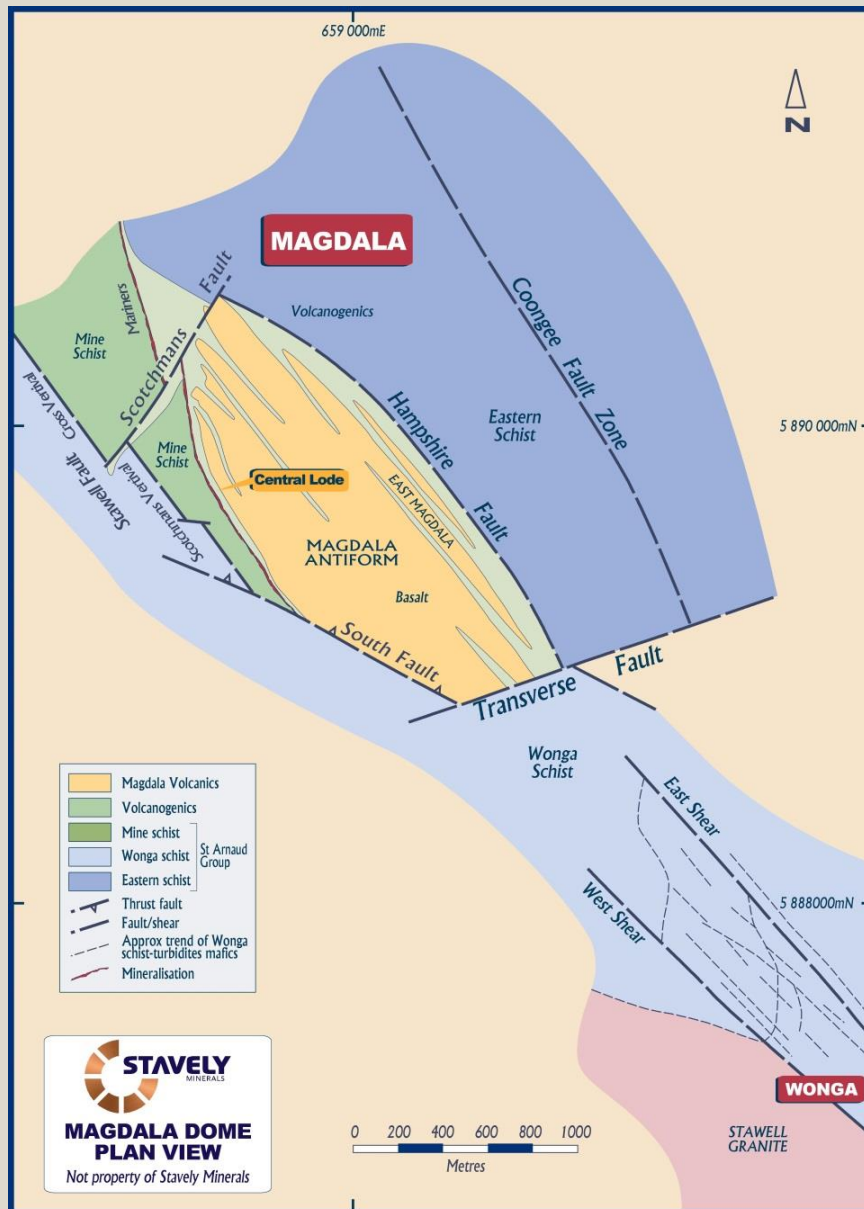 659 000mE
N
MAGDALA
Fault
Mariners
Scotchmans
Volcanogenics
Coongee Fault Zone
Mine
Schist
Cross Vertival
Hampshire
Fault
Eastern
Schist
5 890 000mN
Mine
Schist
Stawell Fault
Scotchmans Vertival
Central Lode
EAST MAGDALA
MAGDALA
ANTIFORM
Basalt
South Fault
Transverse
Fault
Wonga
Schist
East Shear
West Shear
5 888000mN
Magdala Volcanics
Volcanogenics
Mine schist
Wonga schist
Eastern schist
St Arnaud
Group
Thrust fault
Fault/shear
Approx trend of Wonga
schist-turbidites mafics
Mineralisation
STAVELY
MINERALS
MAGDALA DOME
PLAN VIEW
Not property of Stavely Minerals
0 200 400 600 800 1000
Metres
WONGA
STAWELL
GRANITE